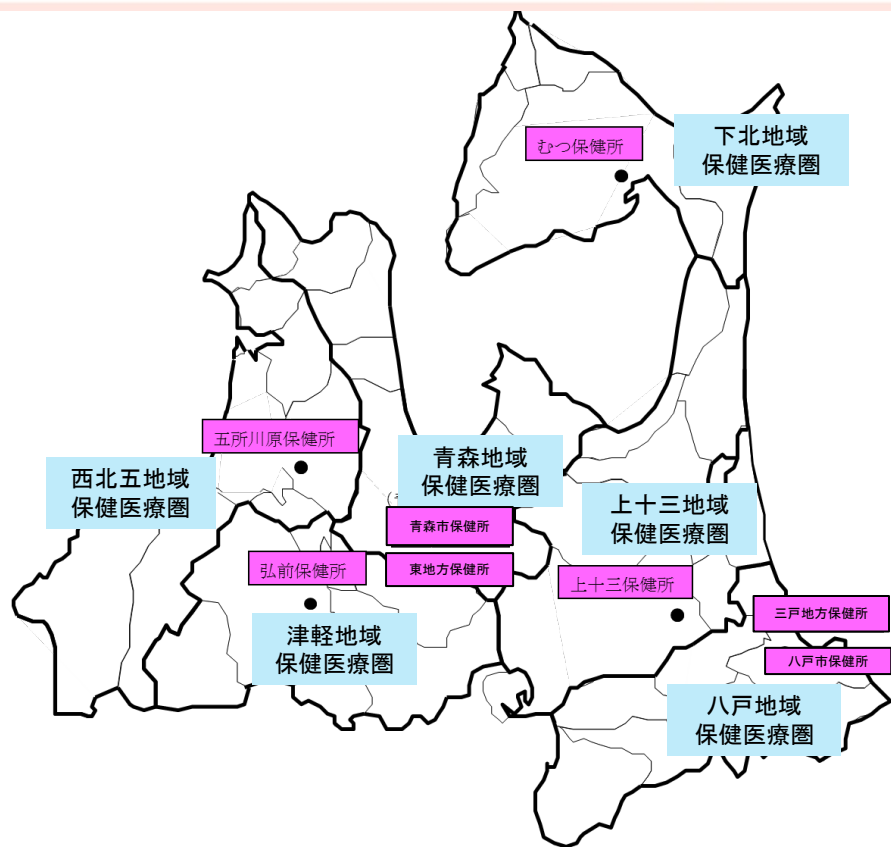 むつ保健所
下北地域
保健医療圏
五所川原保健所
西北五地域
保健医療圏
青森地域
保健医療圏
青森市保健所
東地方保健所
上十三地域
保健医療圏
弘前保健所
上十三保健所
津軽地域
保健医療圏
三戸地方保健所
八戸市保健所
八戸地域
保健医療圏